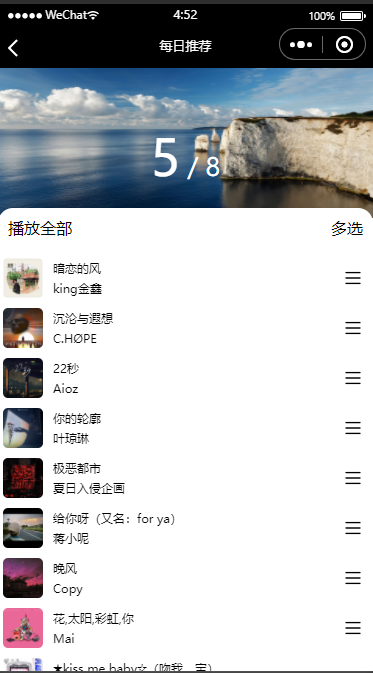 WeChat 4:52 100%
每日推荐
5 / 8
播放全部 多选
暗恋的风
king金鑫
沉沦与遐想
C.HØPE
22秒
Aioz
你的轮廓
叶琼琳
极恶都市
夏日入侵企画
给你呀（又名：for ya）
蒋小呢
晚风
Copy
花,太阳,彩虹,你
Mai
★kiss me baby